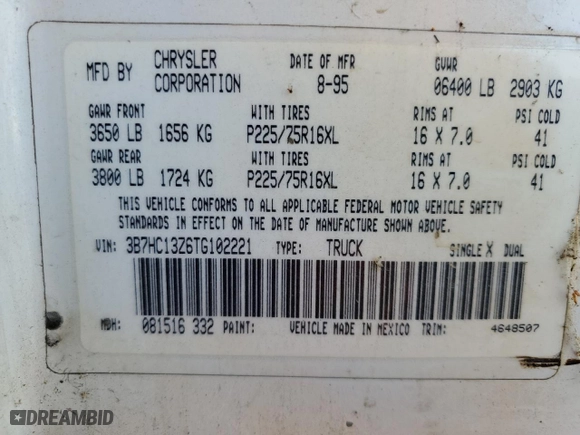 MFD BY CHRYSLER CORPORATION DATE OF MFR 8-95 GVWR 06400 LB 2903 KG
GAWR FRONT WITH TIRES RIMS AT PSI COLD
3650 LB 1656 KG P225/75R16XL 16 X 7.0 41
GAWR REAR WITH TIRES RIMS AT PSI COLD
3800 LB 1724 KG P225/75R16XL 16 X 7.0 41
THIS VEHICLE CONFORMS TO ALL APPLICABLE FEDERAL MOTOR VEHICLE SAFETY
STANDARDS IN EFFECT ON THE DATE OF MANUFACTURE SHOWN ABOVE.
VIN: 3B7HC13Z6TG102221 TYPE: TRUCK SINGLE X DUAL
MDH: 081516 332 PAINT: VEHICLE MADE IN MEXICO TRIM: 4648507
DREAMBID